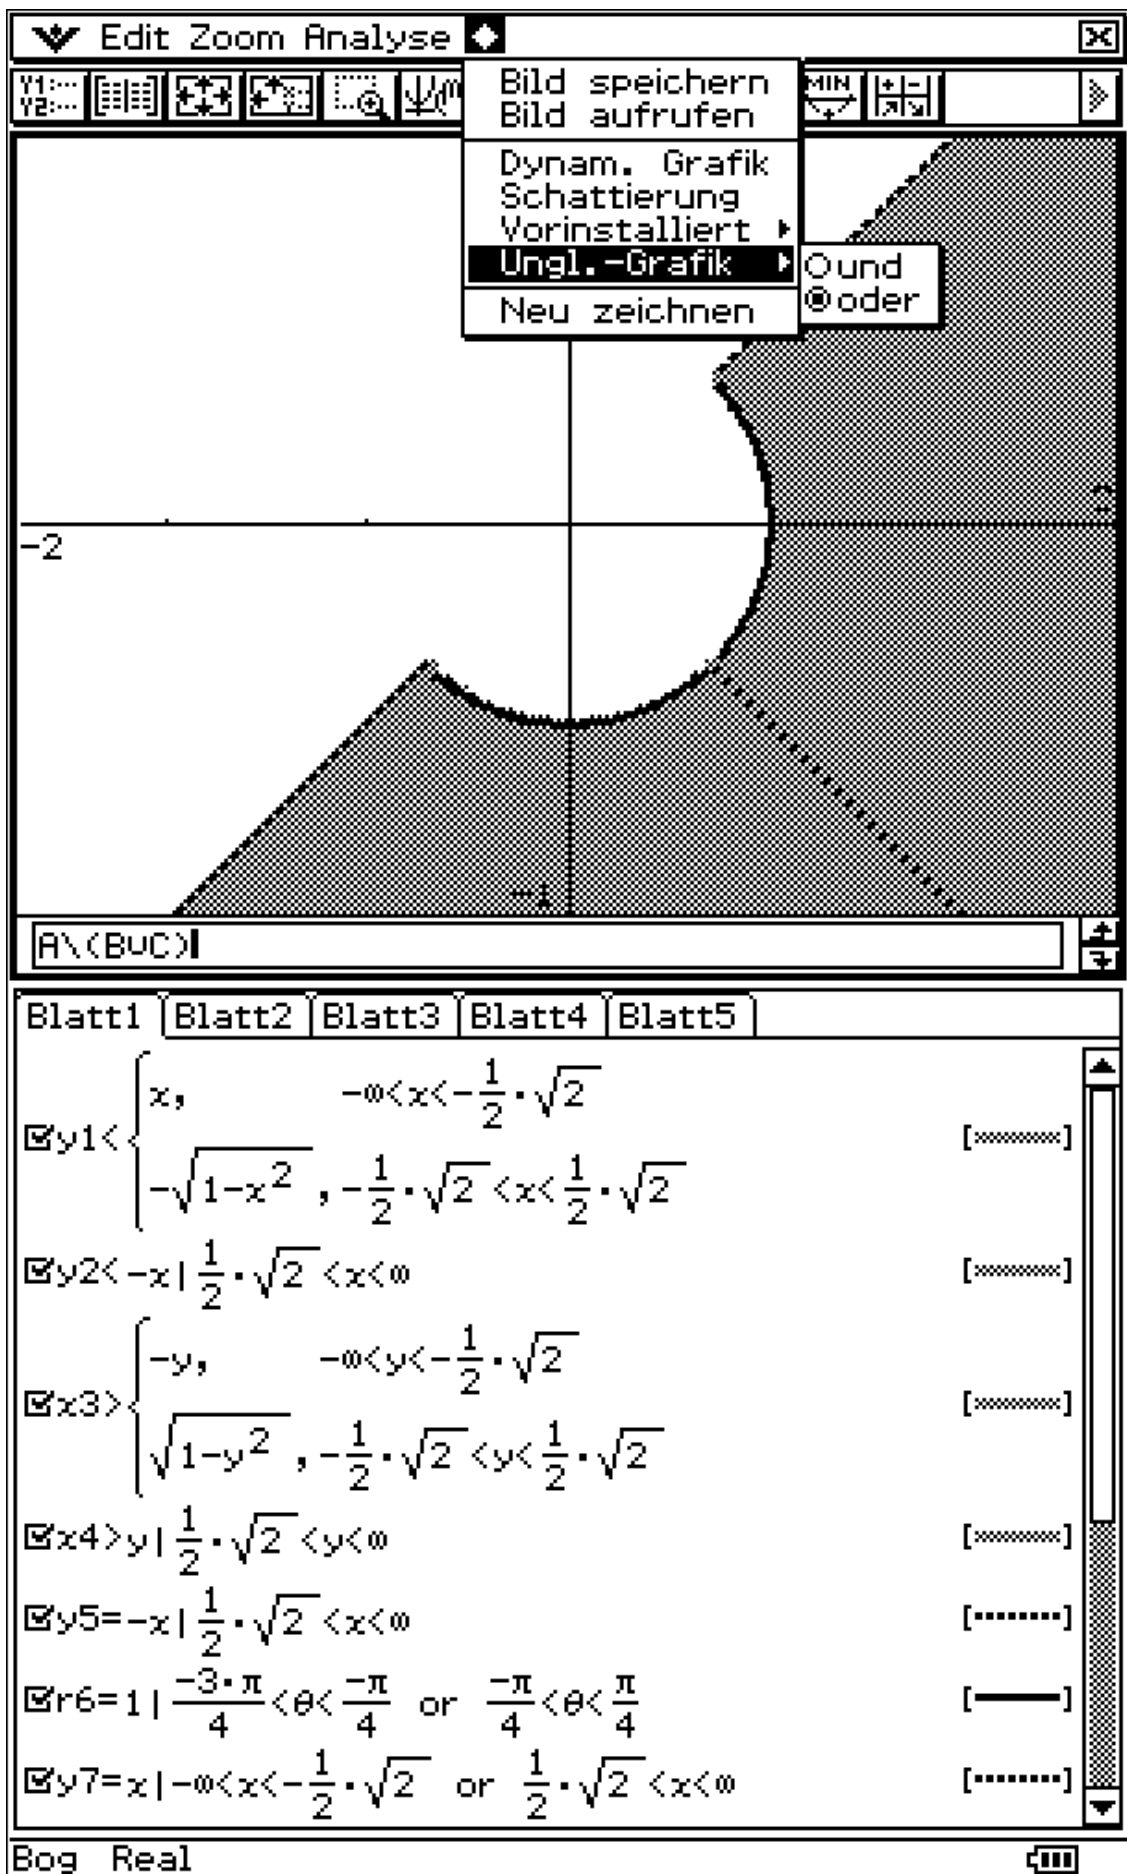 Edit Zoom Analyse
Y1:···
Y2:···
MIN
Bild speichern
Bild aufrufen
Dynam. Grafik
Schattierung
Vorinstalliert
Ungl.-Grafik
und
oder
Neu zeichnen
-2
A\(B∪C)
Blatt1 Blatt2 Blatt3 Blatt4 Blatt5
y1<{x, -∞<x<-1/2·√2
-√(1-x^2), -1/2·√2<x<1/2·√2
y2<-x|1/2·√2<x<∞
x3>{-y, -∞<y<-1/2·√2
√(1-y^2), -1/2·√2<y<1/2·√2
x4>y|1/2·√2<y<∞
y5=-x|1/2·√2<x<∞
r6=1|-3·π/4<θ<-π/4 or -π/4<θ<π/4
y7=x|-∞<x<-1/2·√2 or 1/2·√2<x<∞
Bog Real